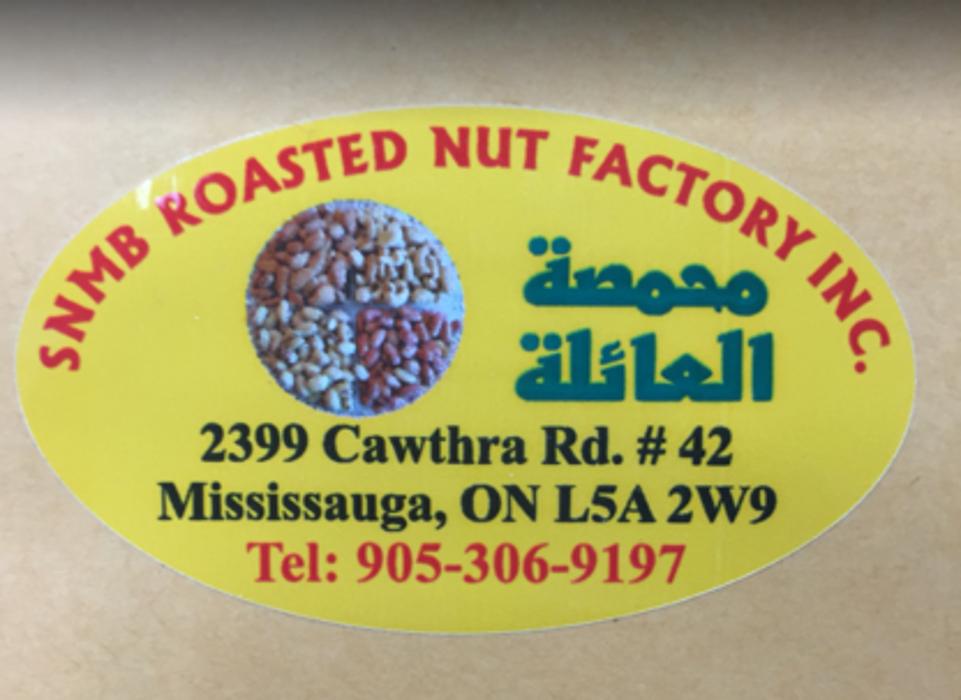 SNMB ROASTED NUT FACTORY INC.
محمصة
العائلة
2399 Cawthra Rd. # 42
Mississauga, ON L5A 2W9
Tel: 905-306-9197